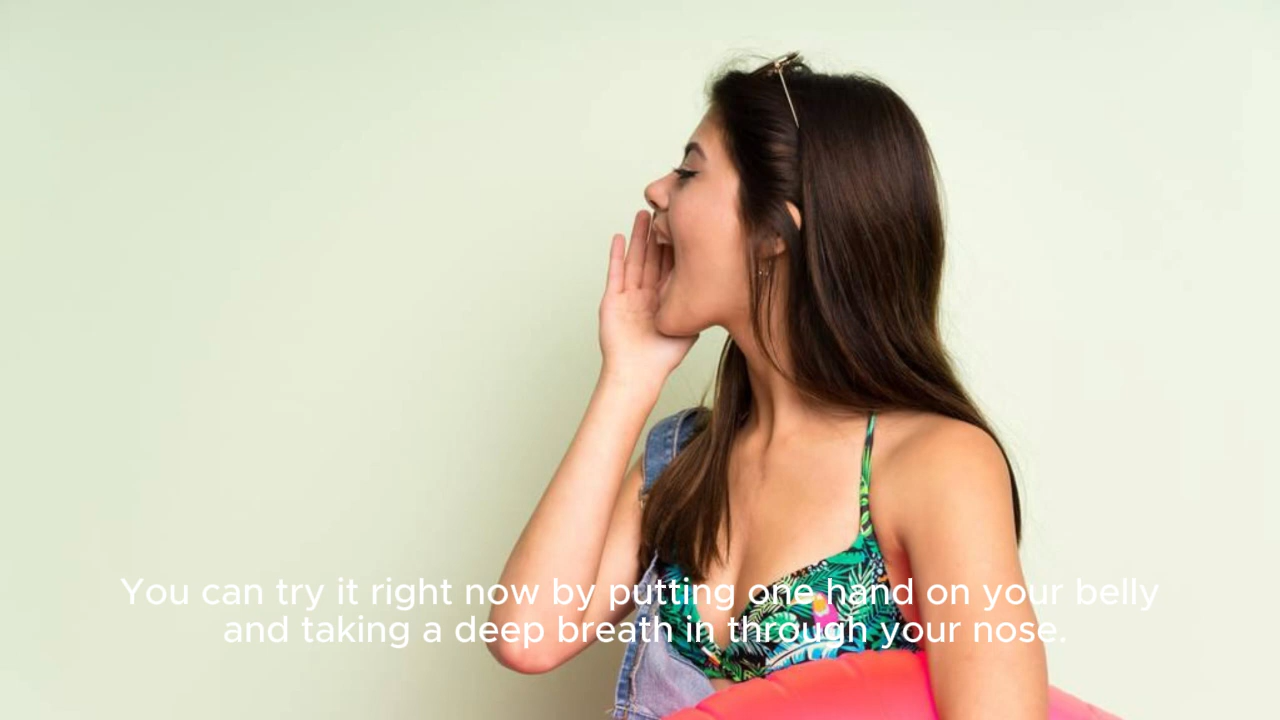 You can try it right now by putting one hand on your belly
and taking a deep breath in through your nose.